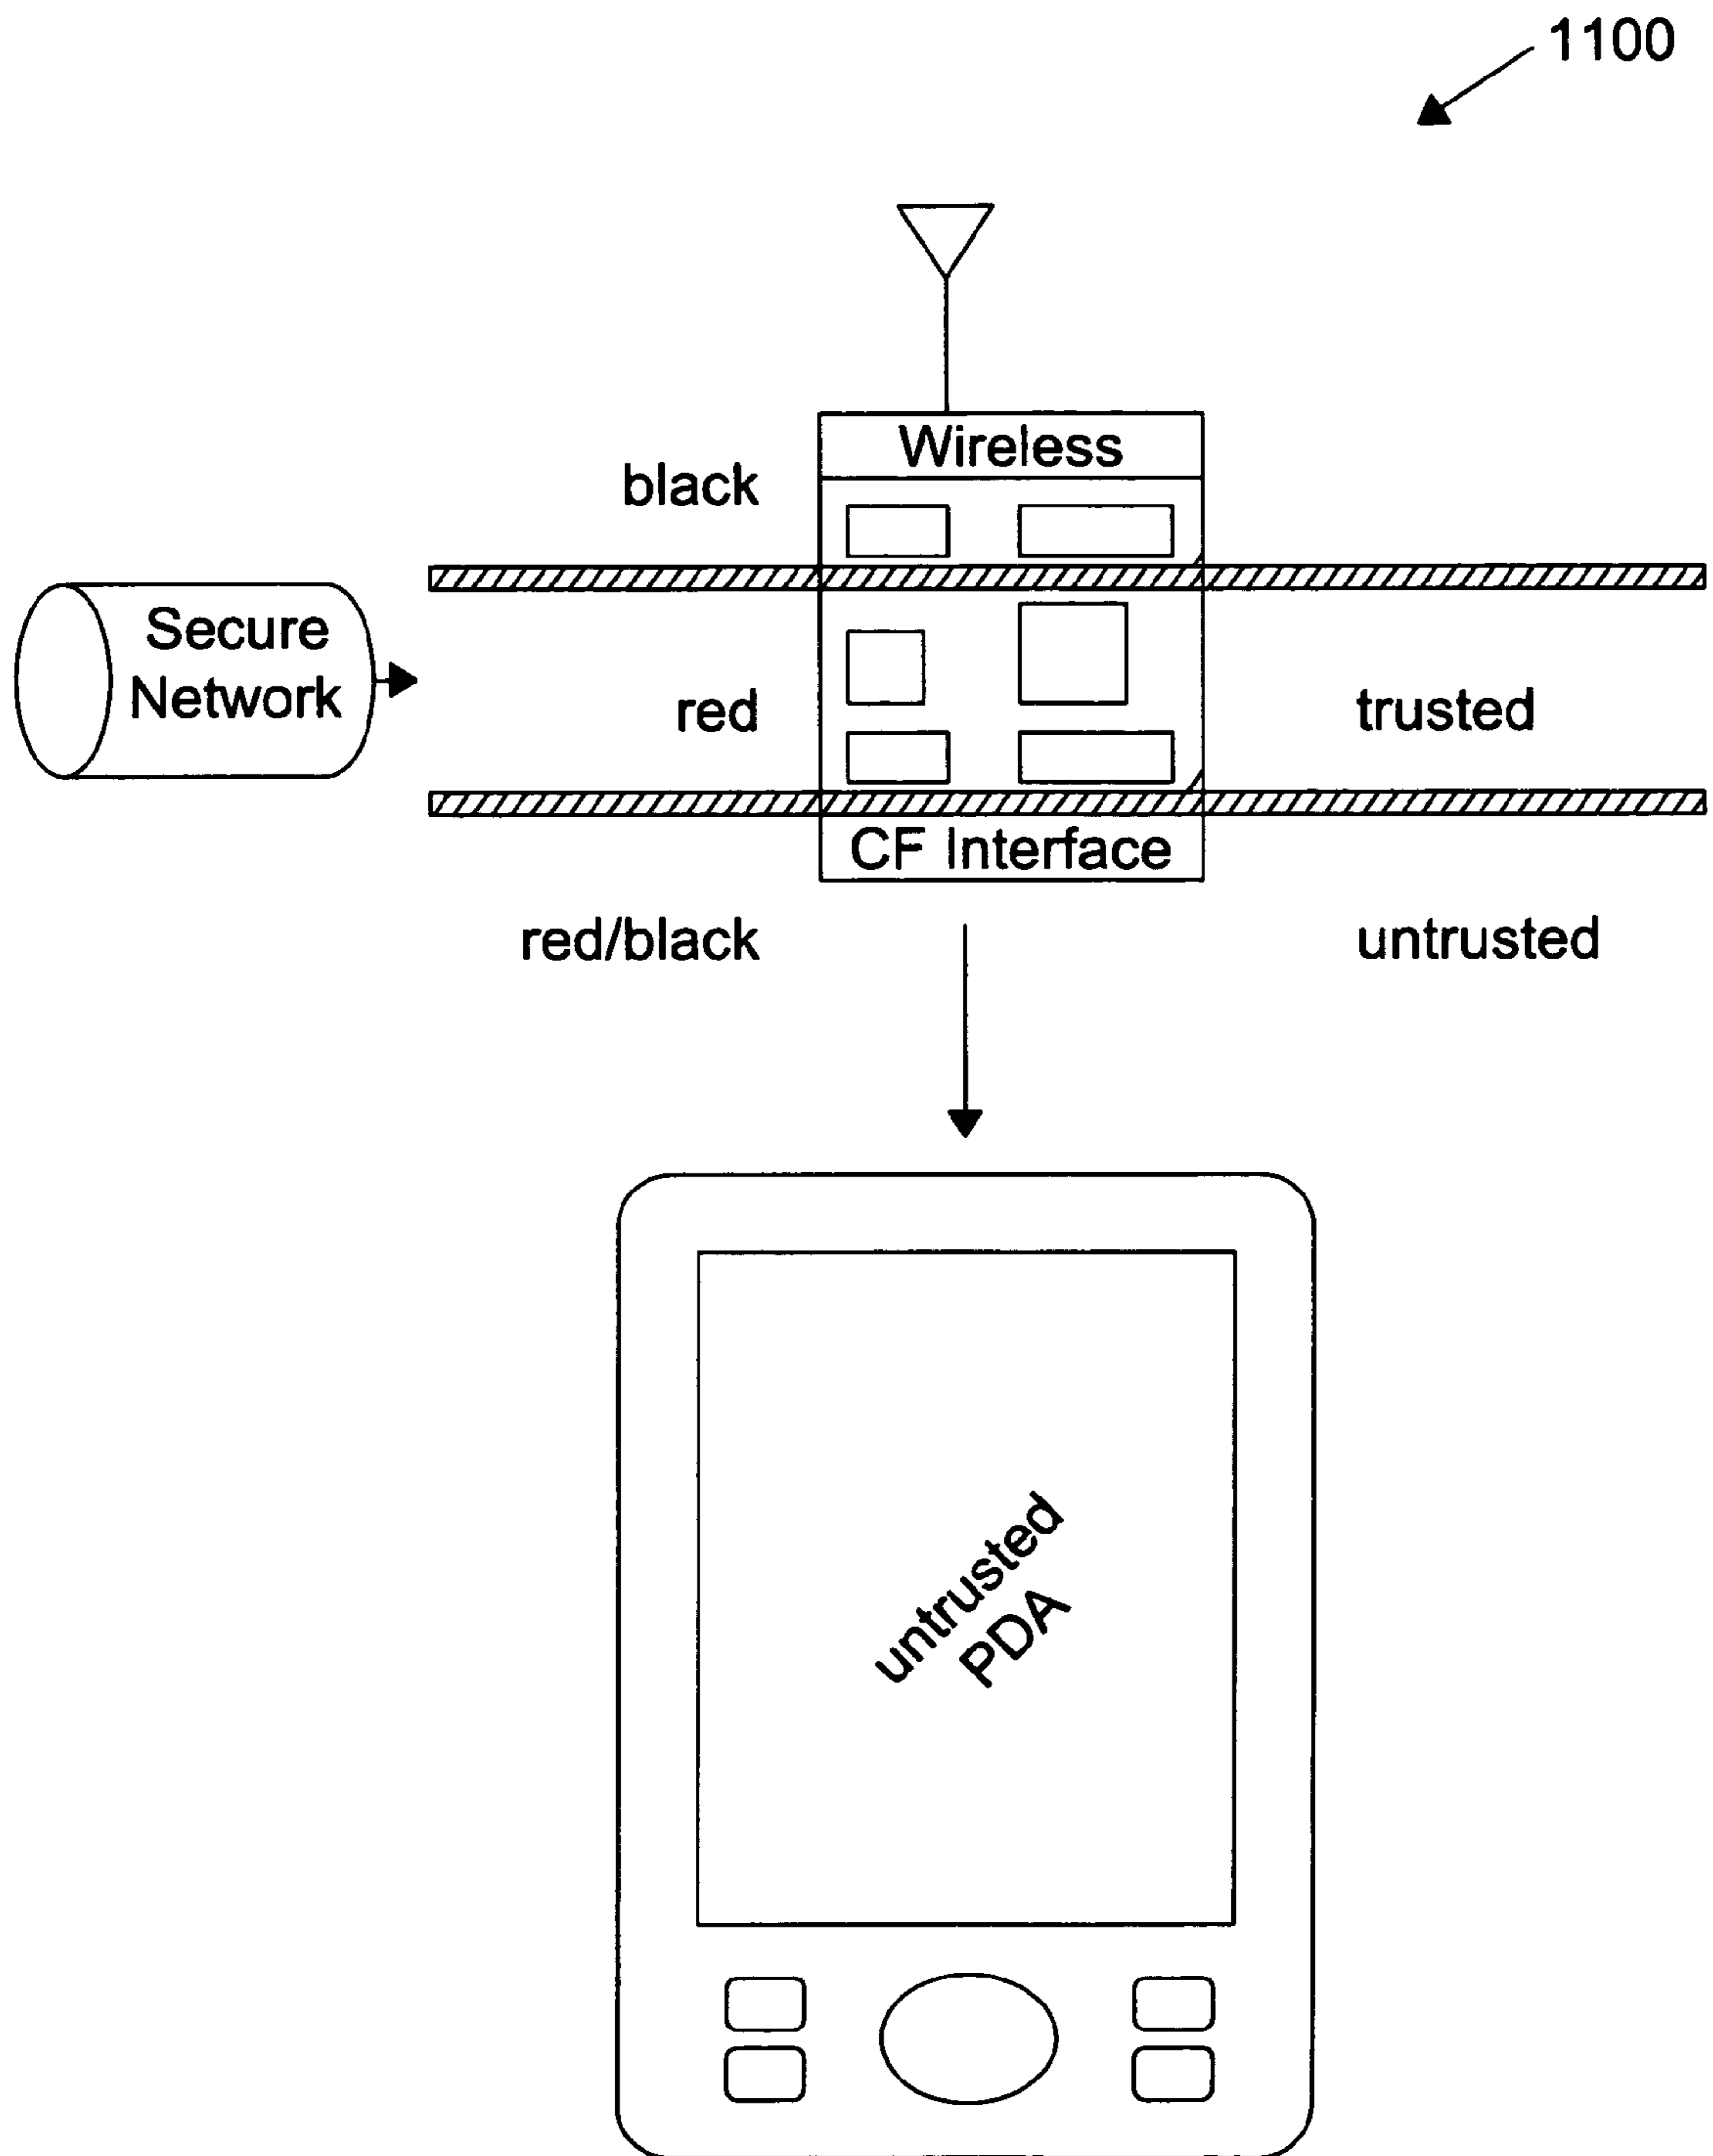 1100
Wireless
black
Secure
Network
red
trusted
CF Interface
red/black
untrusted
untrusted
PDA